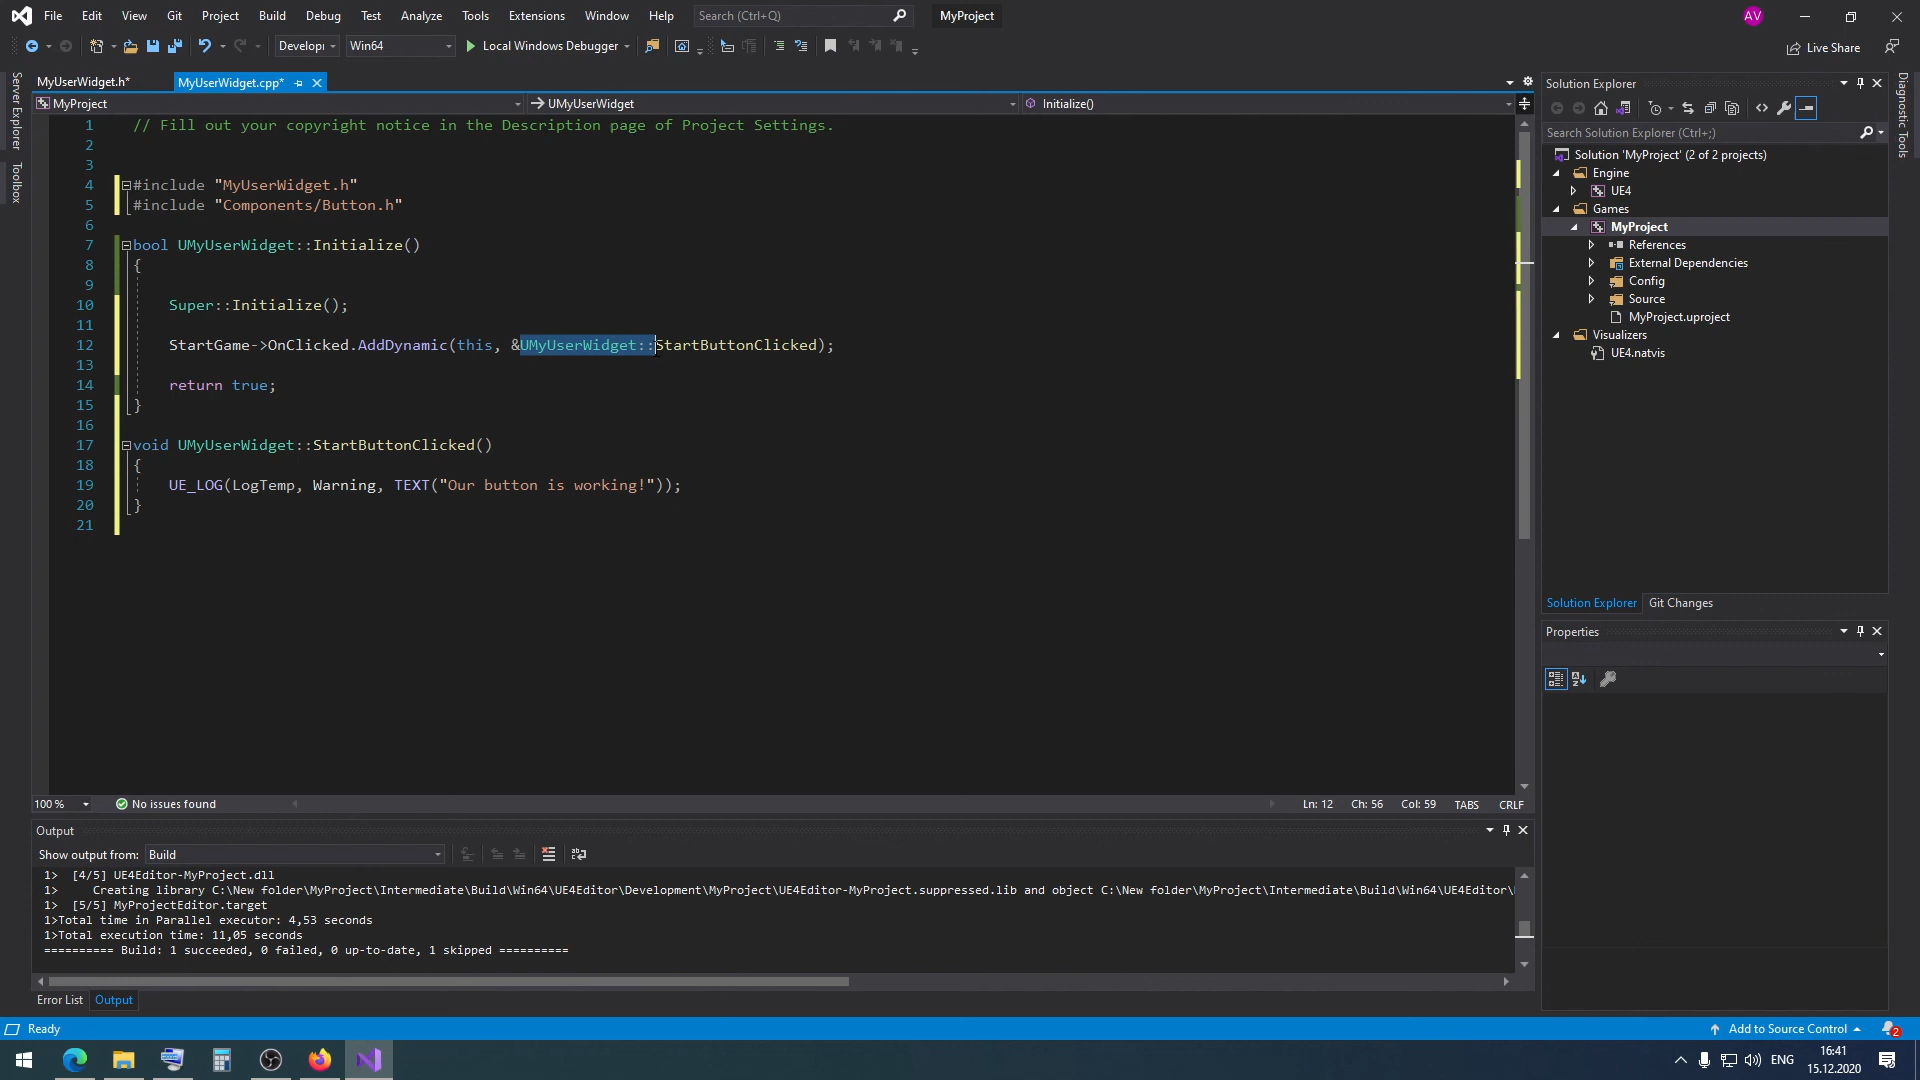 File Edit View Git Project Build Debug Test Analyze Tools Extensions Window Help Search (Ctrl+Q) MyProject AV
Develop Win64 Local Windows Debugger Live Share
Server Explorer
Toolbox
MyUserWidget.h* MyUserWidget.cpp*
MyProject UMyUserWidget Initialize()
1 // Fill out your copyright notice in the Description page of Project Settings.
2
3
4 #include "MyUserWidget.h"
5 #include "Components/Button.h"
6
7 bool UMyUserWidget::Initialize()
8 {
9
10 Super::Initialize();
11
12 StartGame->OnClicked.AddDynamic(this, &UMyUserWidget::StartButtonClicked);
13
14 return true;
15 }
16
17 void UMyUserWidget::StartButtonClicked()
18 {
19 UE_LOG(LogTemp, Warning, TEXT("Our button is working!"));
20 }
21
100 % No issues found Ln: 12 Ch: 56 Col: 59 TABS CRLF
Output
Show output from: Build
1> [4/5] UE4Editor-MyProject.dll
1> Creating library C:\New folder\MyProject\Intermediate\Build\Win64\UE4Editor\Development\MyProject\UE4Editor-MyProject.suppressed.lib and object C:\New folder\MyProject\Intermediate\Build\Win64\UE4Editor\
1> [5/5] MyProjectEditor.target
1>Total time in Parallel executor: 4,53 seconds
1>Total execution time: 11,05 seconds
========== Build: 1 succeeded, 0 failed, 0 up-to-date, 1 skipped ==========
Error List Output
Solution Explorer
Search Solution Explorer (Ctrl+;)
Solution 'MyProject' (2 of 2 projects)
Engine
UE4
Games
MyProject
References
External Dependencies
Config
Source
MyProject.uproject
Visualizers
UE4.natvis
Solution Explorer Git Changes
Properties
Diagnostic Tools
Ready Add to Source Control 2
ENG 16:41
15.12.2020